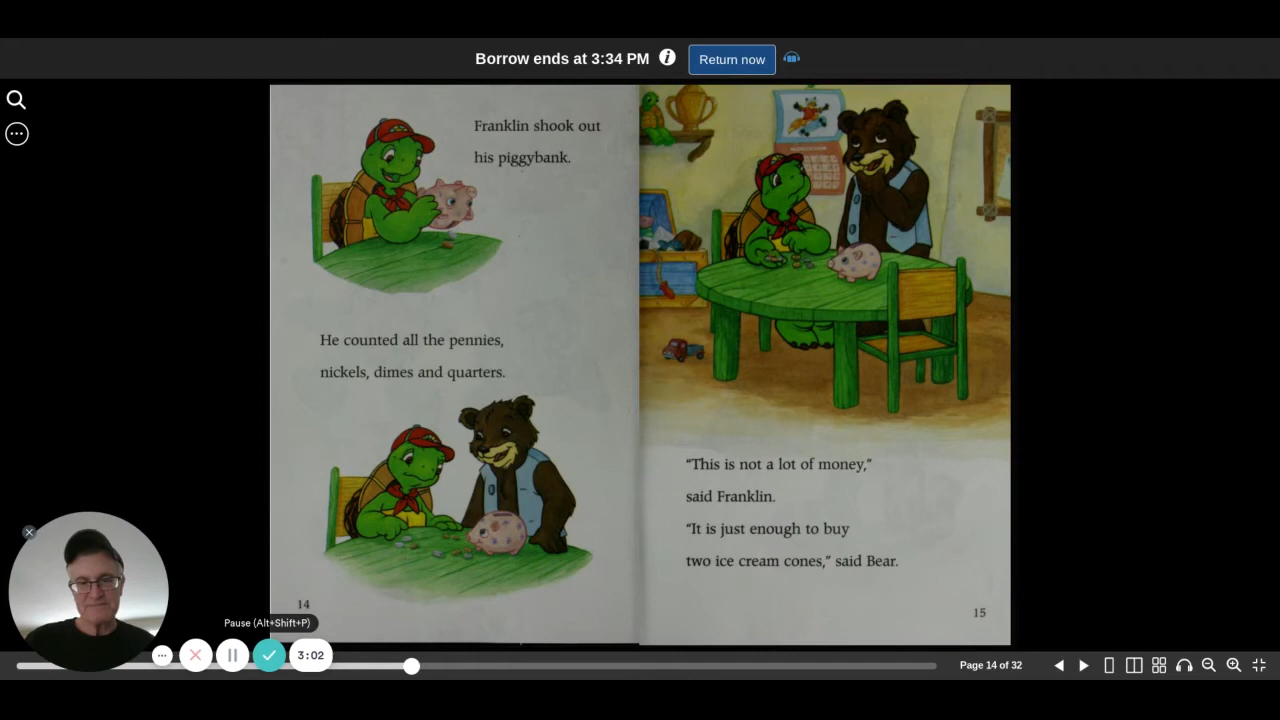 Borrow ends at 3:34 PM
Return now
Franklin shook out
his piggybank.
He counted all the pennies,
nickels, dimes and quarters.
14
"This is not a lot of money,"
said Franklin.
"It is just enough to buy
two ice cream cones," said Bear.
15
Pause (Alt+Shift+P)
3:02
Page 14 of 32